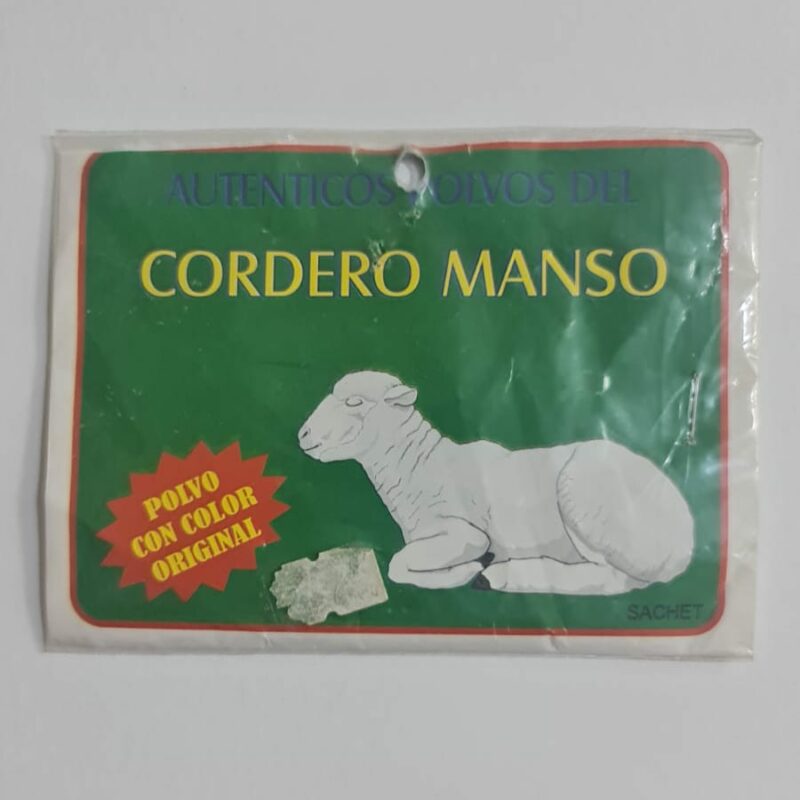 AUTENTICOS POLVOS DEL
CORDERO MANSO
POLVO
CON COLOR
ORIGINAL
SACHET